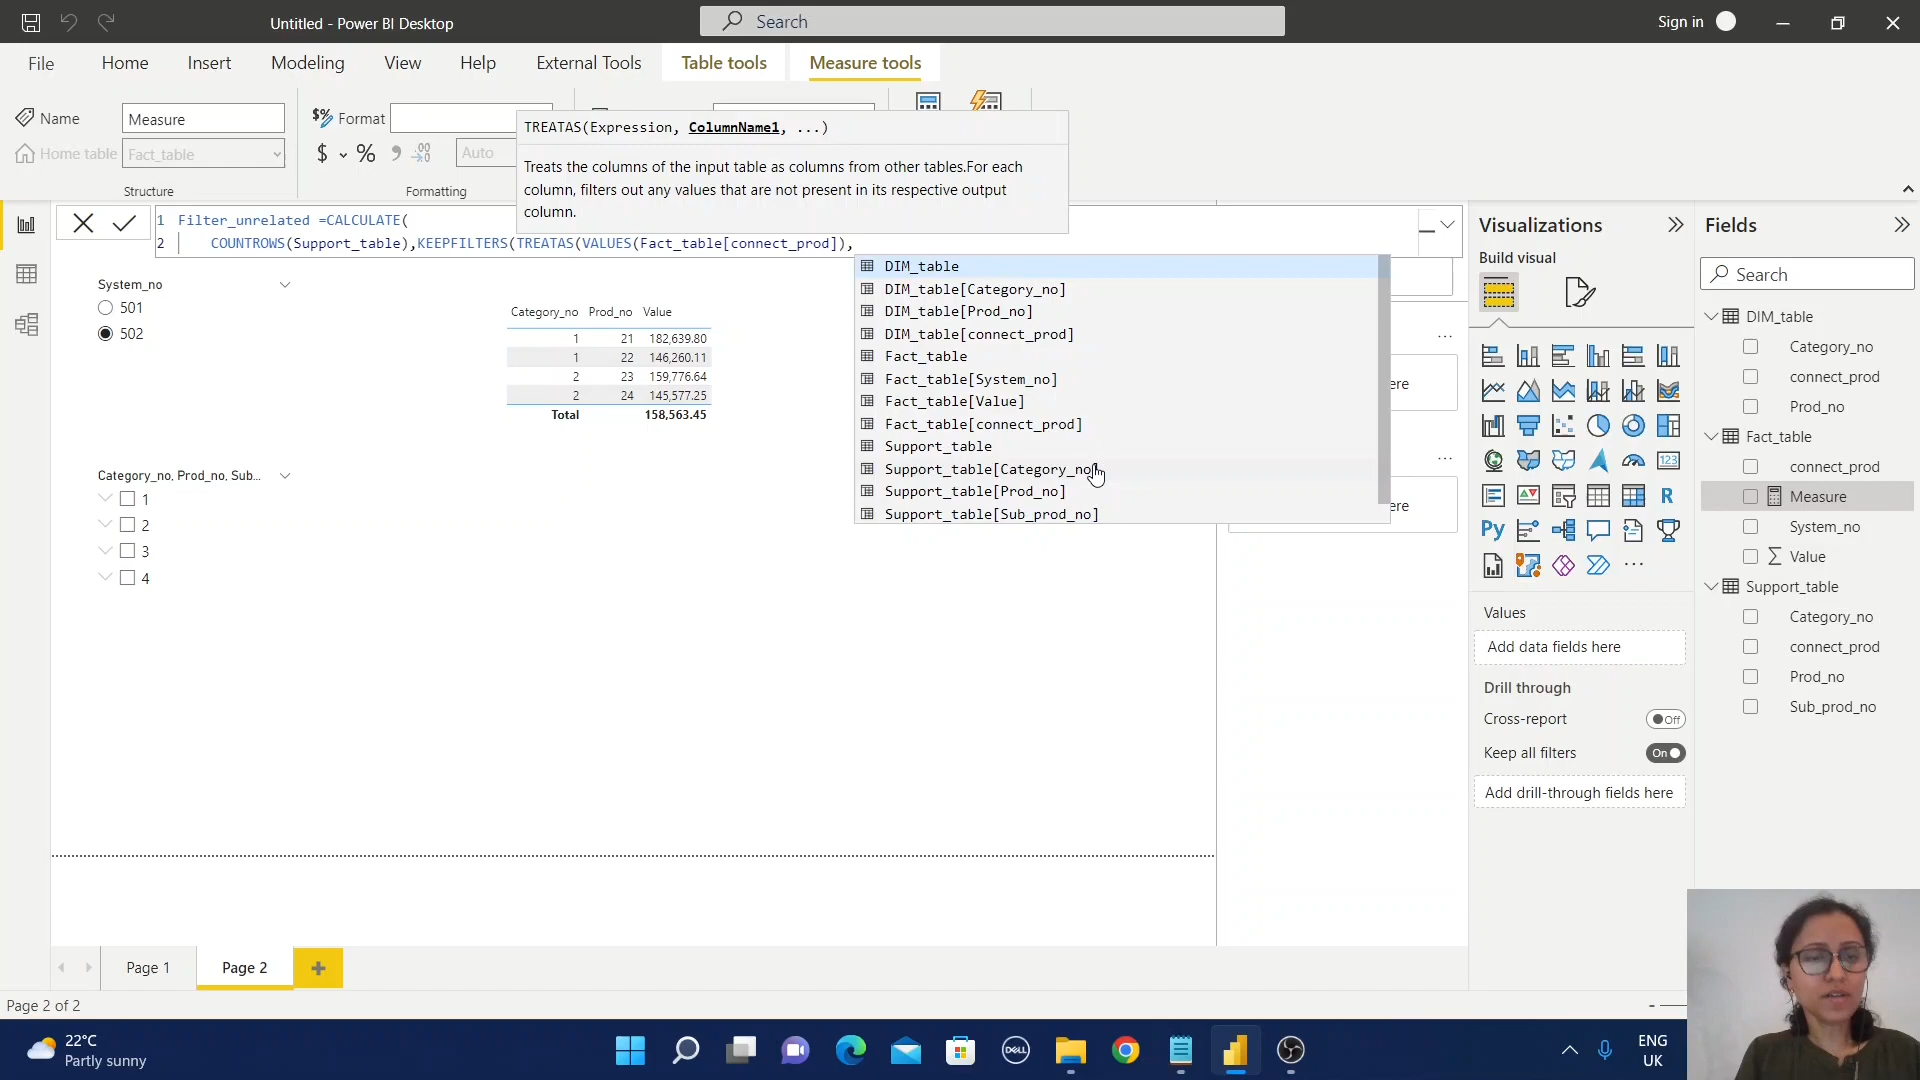 Untitled - Power BI Desktop
Search
Sign in
File
Home
Insert
Modeling
View
Help
External Tools
Table tools
Measure tools
Name
Measure
Home table
Fact_table
Structure
Format
$
%
Auto
Formatting
TREATAS(Expression, ColumnName1, ...)
Treats the columns of the input table as columns from other tables.For each
column, filters out any values that are not present in its respective output
column.
1 Filter_unrelated =CALCULATE(
2 COUNTROWS(Support_table),KEEPFILTERS(TREATAS(VALUES(Fact_table[connect_prod]),
DIM_table
DIM_table[Category_no]
DIM_table[Prod_no]
DIM_table[connect_prod]
Fact_table
Fact_table[System_no]
Fact_table[Value]
Fact_table[connect_prod]
Support_table
Support_table[Category_no]
Support_table[Prod_no]
Support_table[Sub_prod_no]
System_no
501
502
Category_no Prod_no Value
1 21 182,639.80
1 22 146,260.11
2 23 159,776.64
2 24 145,577.25
Total 158,563.45
Category_no, Prod_no, Sub...
1
2
3
4
ere
ere
Visualizations
Build visual
Values
Add data fields here
Drill through
Cross-report
Off
Keep all filters
On
Add drill-through fields here
Fields
Search
DIM_table
Category_no
connect_prod
Prod_no
Fact_table
connect_prod
Measure
System_no
Value
Support_table
Category_no
connect_prod
Prod_no
Sub_prod_no
Page 1
Page 2
Page 2 of 2
22°C
Partly sunny
DELL
ENG
UK